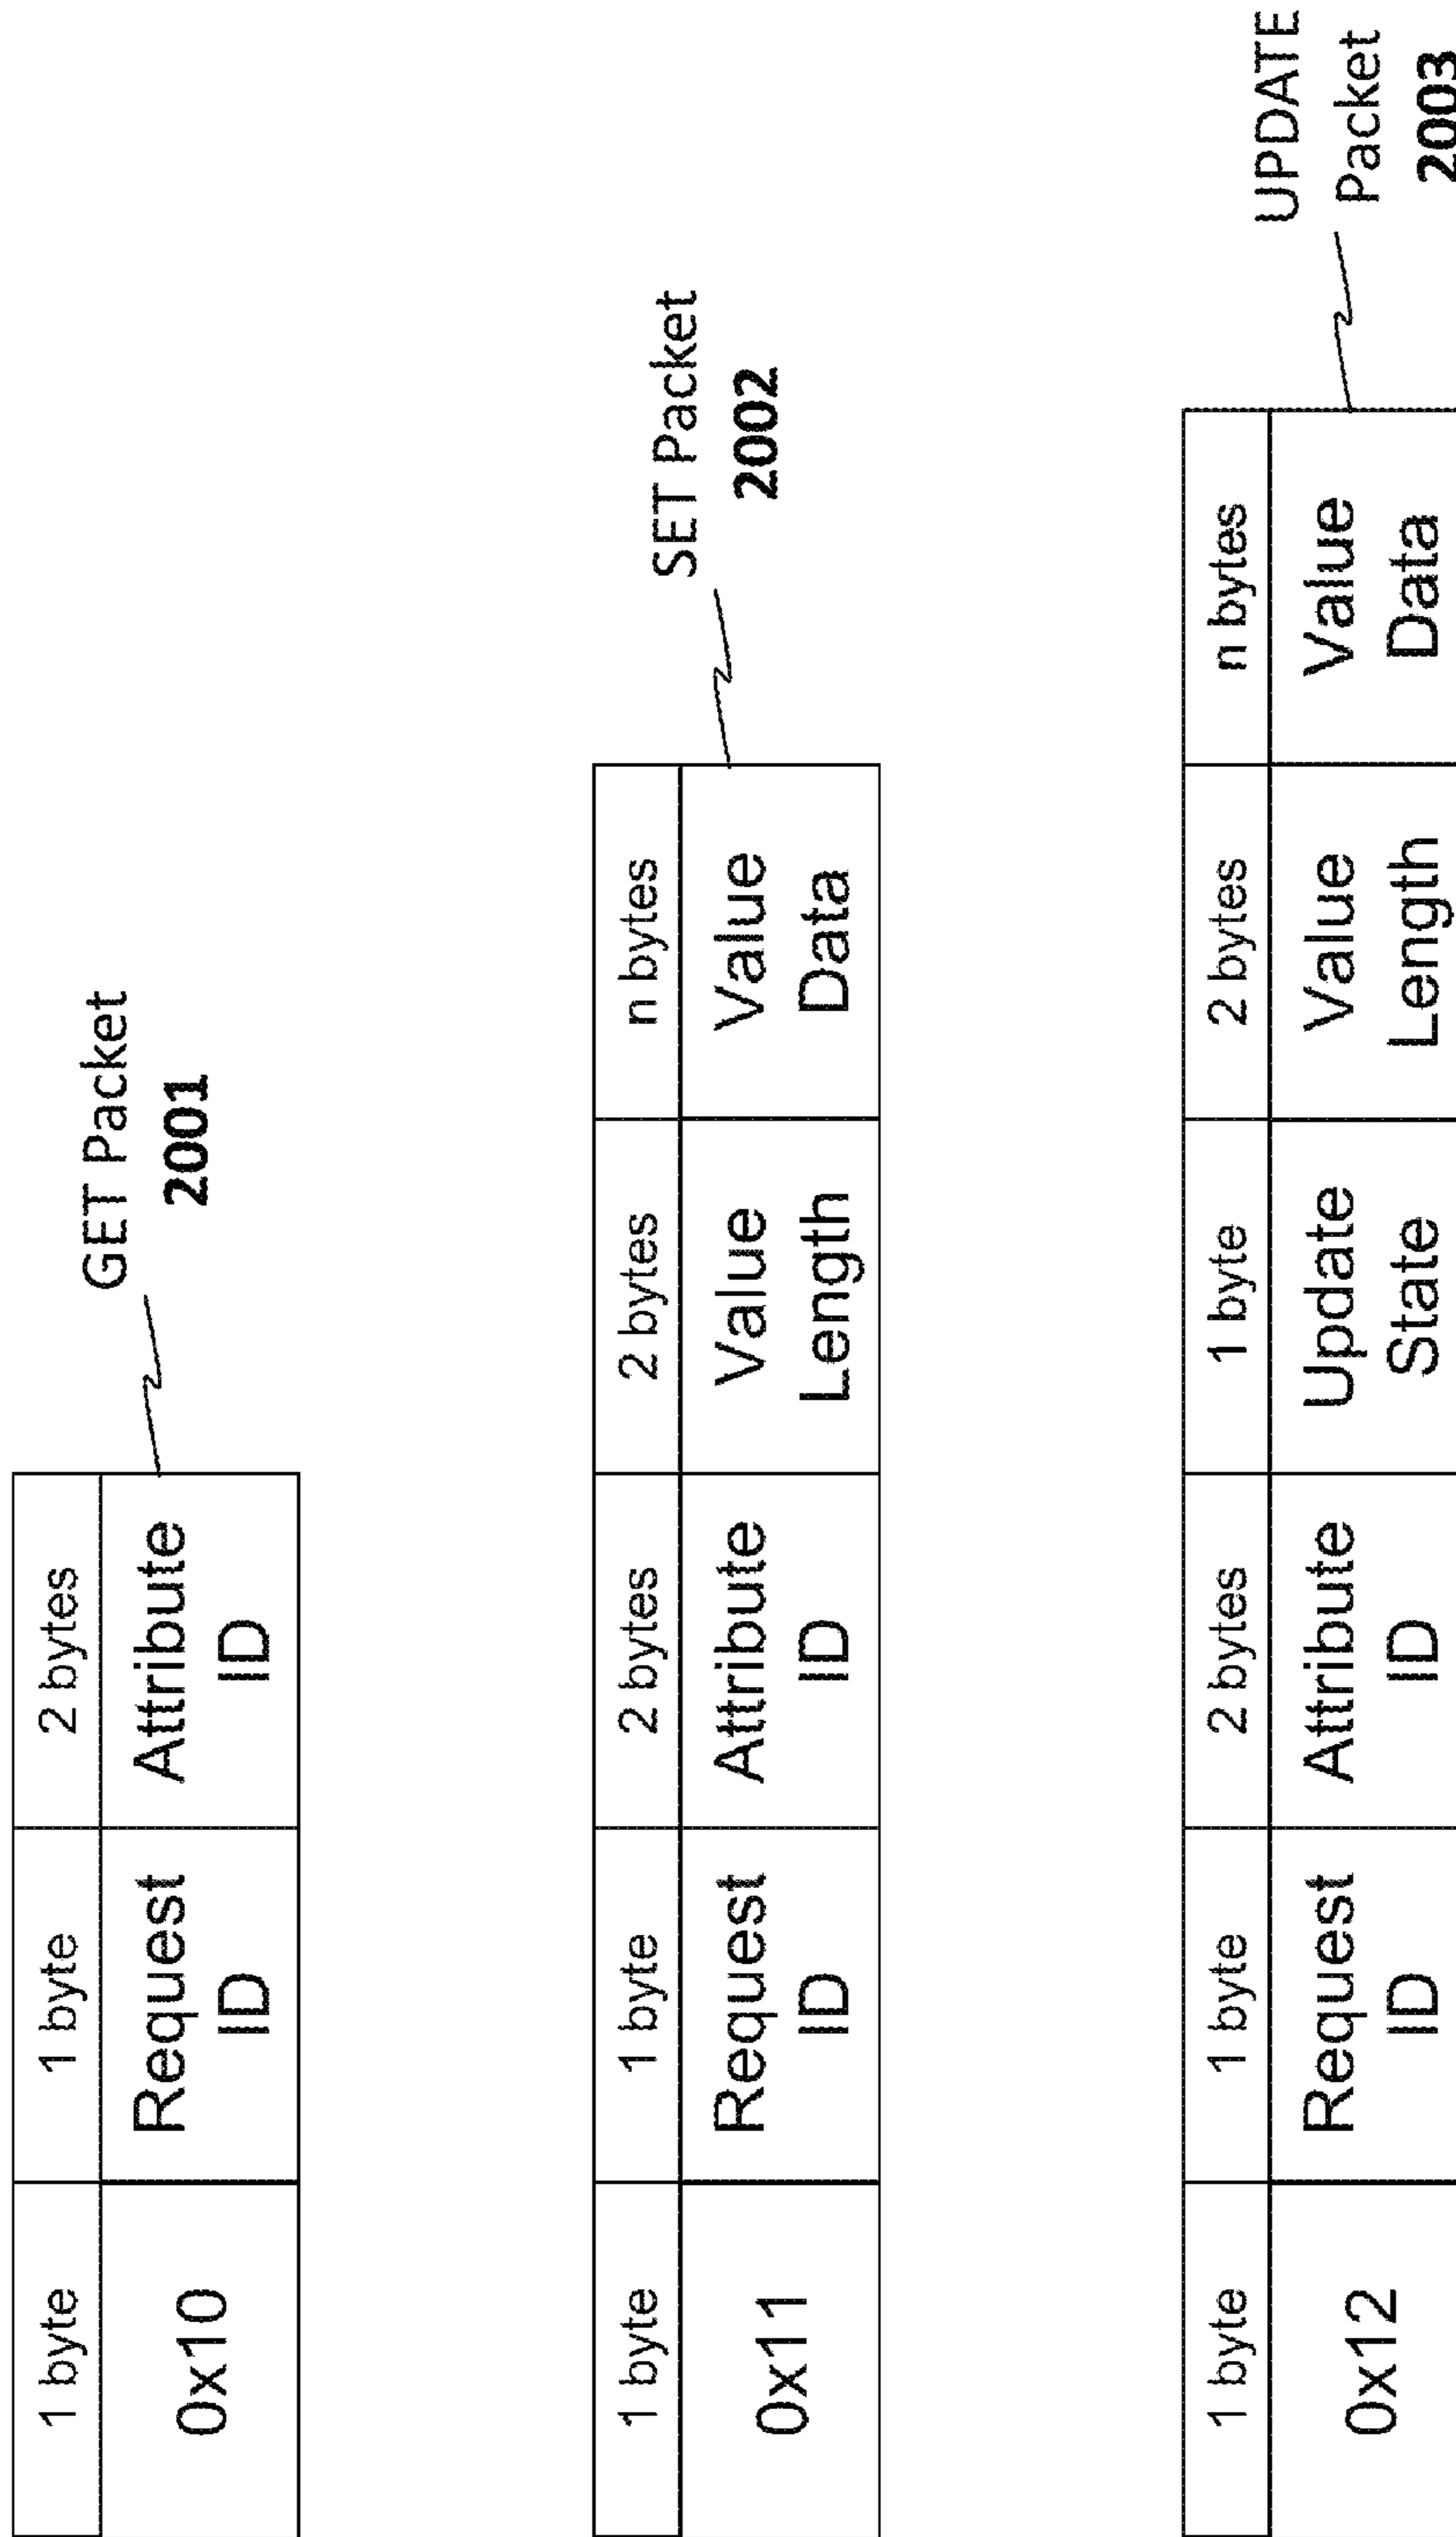 GET Packet
2001
1 byte
1 byte
2 bytes
0x10
Request
ID
Attribute
ID
SET Packet
2002
1 byte
1 byte
2 bytes
2 bytes
n bytes
0x11
Request
ID
Attribute
ID
Value
Length
Value
Data
UPDATE
Packet
2003
1 byte
1 byte
2 bytes
1 byte
2 bytes
n bytes
0x12
Request
ID
Attribute
ID
Update
State
Value
Length
Value
Data